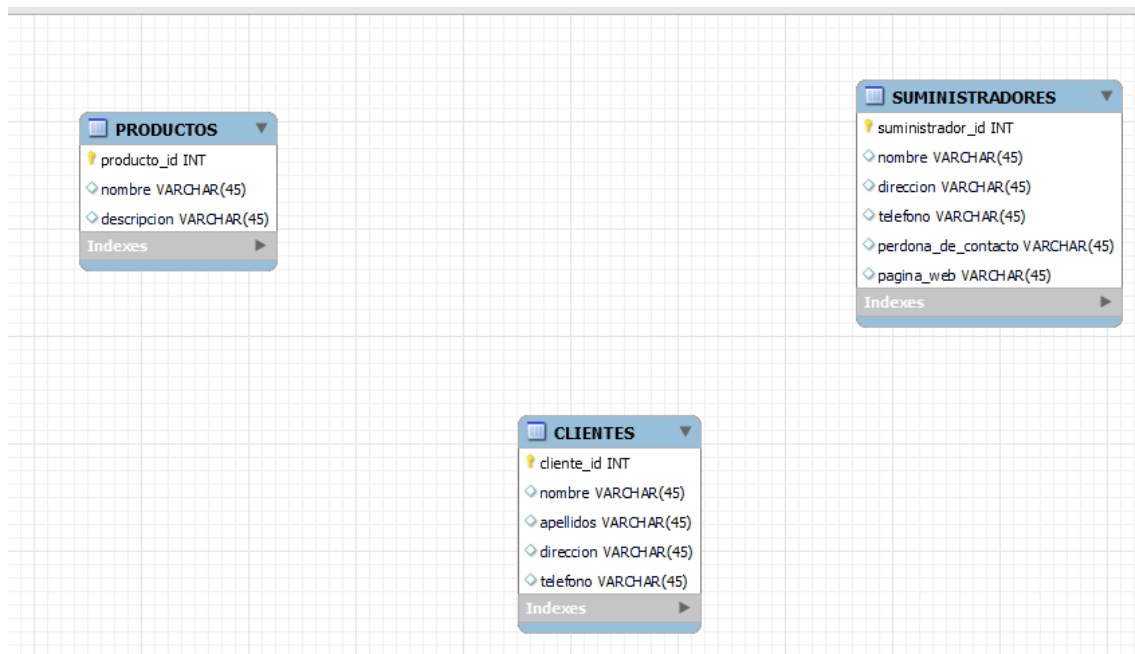 PRODUCTOS
producto_id INT
nombre VARCHAR(45)
descripcion VARCHAR(45)
Indexes
SUMINISTRADORES
suministrador_id INT
nombre VARCHAR(45)
direccion VARCHAR(45)
telefono VARCHAR(45)
perdona_de_contacto VARCHAR(45)
pagina_web VARCHAR(45)
Indexes
CLIENTES
cliente_id INT
nombre VARCHAR(45)
apellidos VARCHAR(45)
direccion VARCHAR(45)
telefono VARCHAR(45)
Indexes